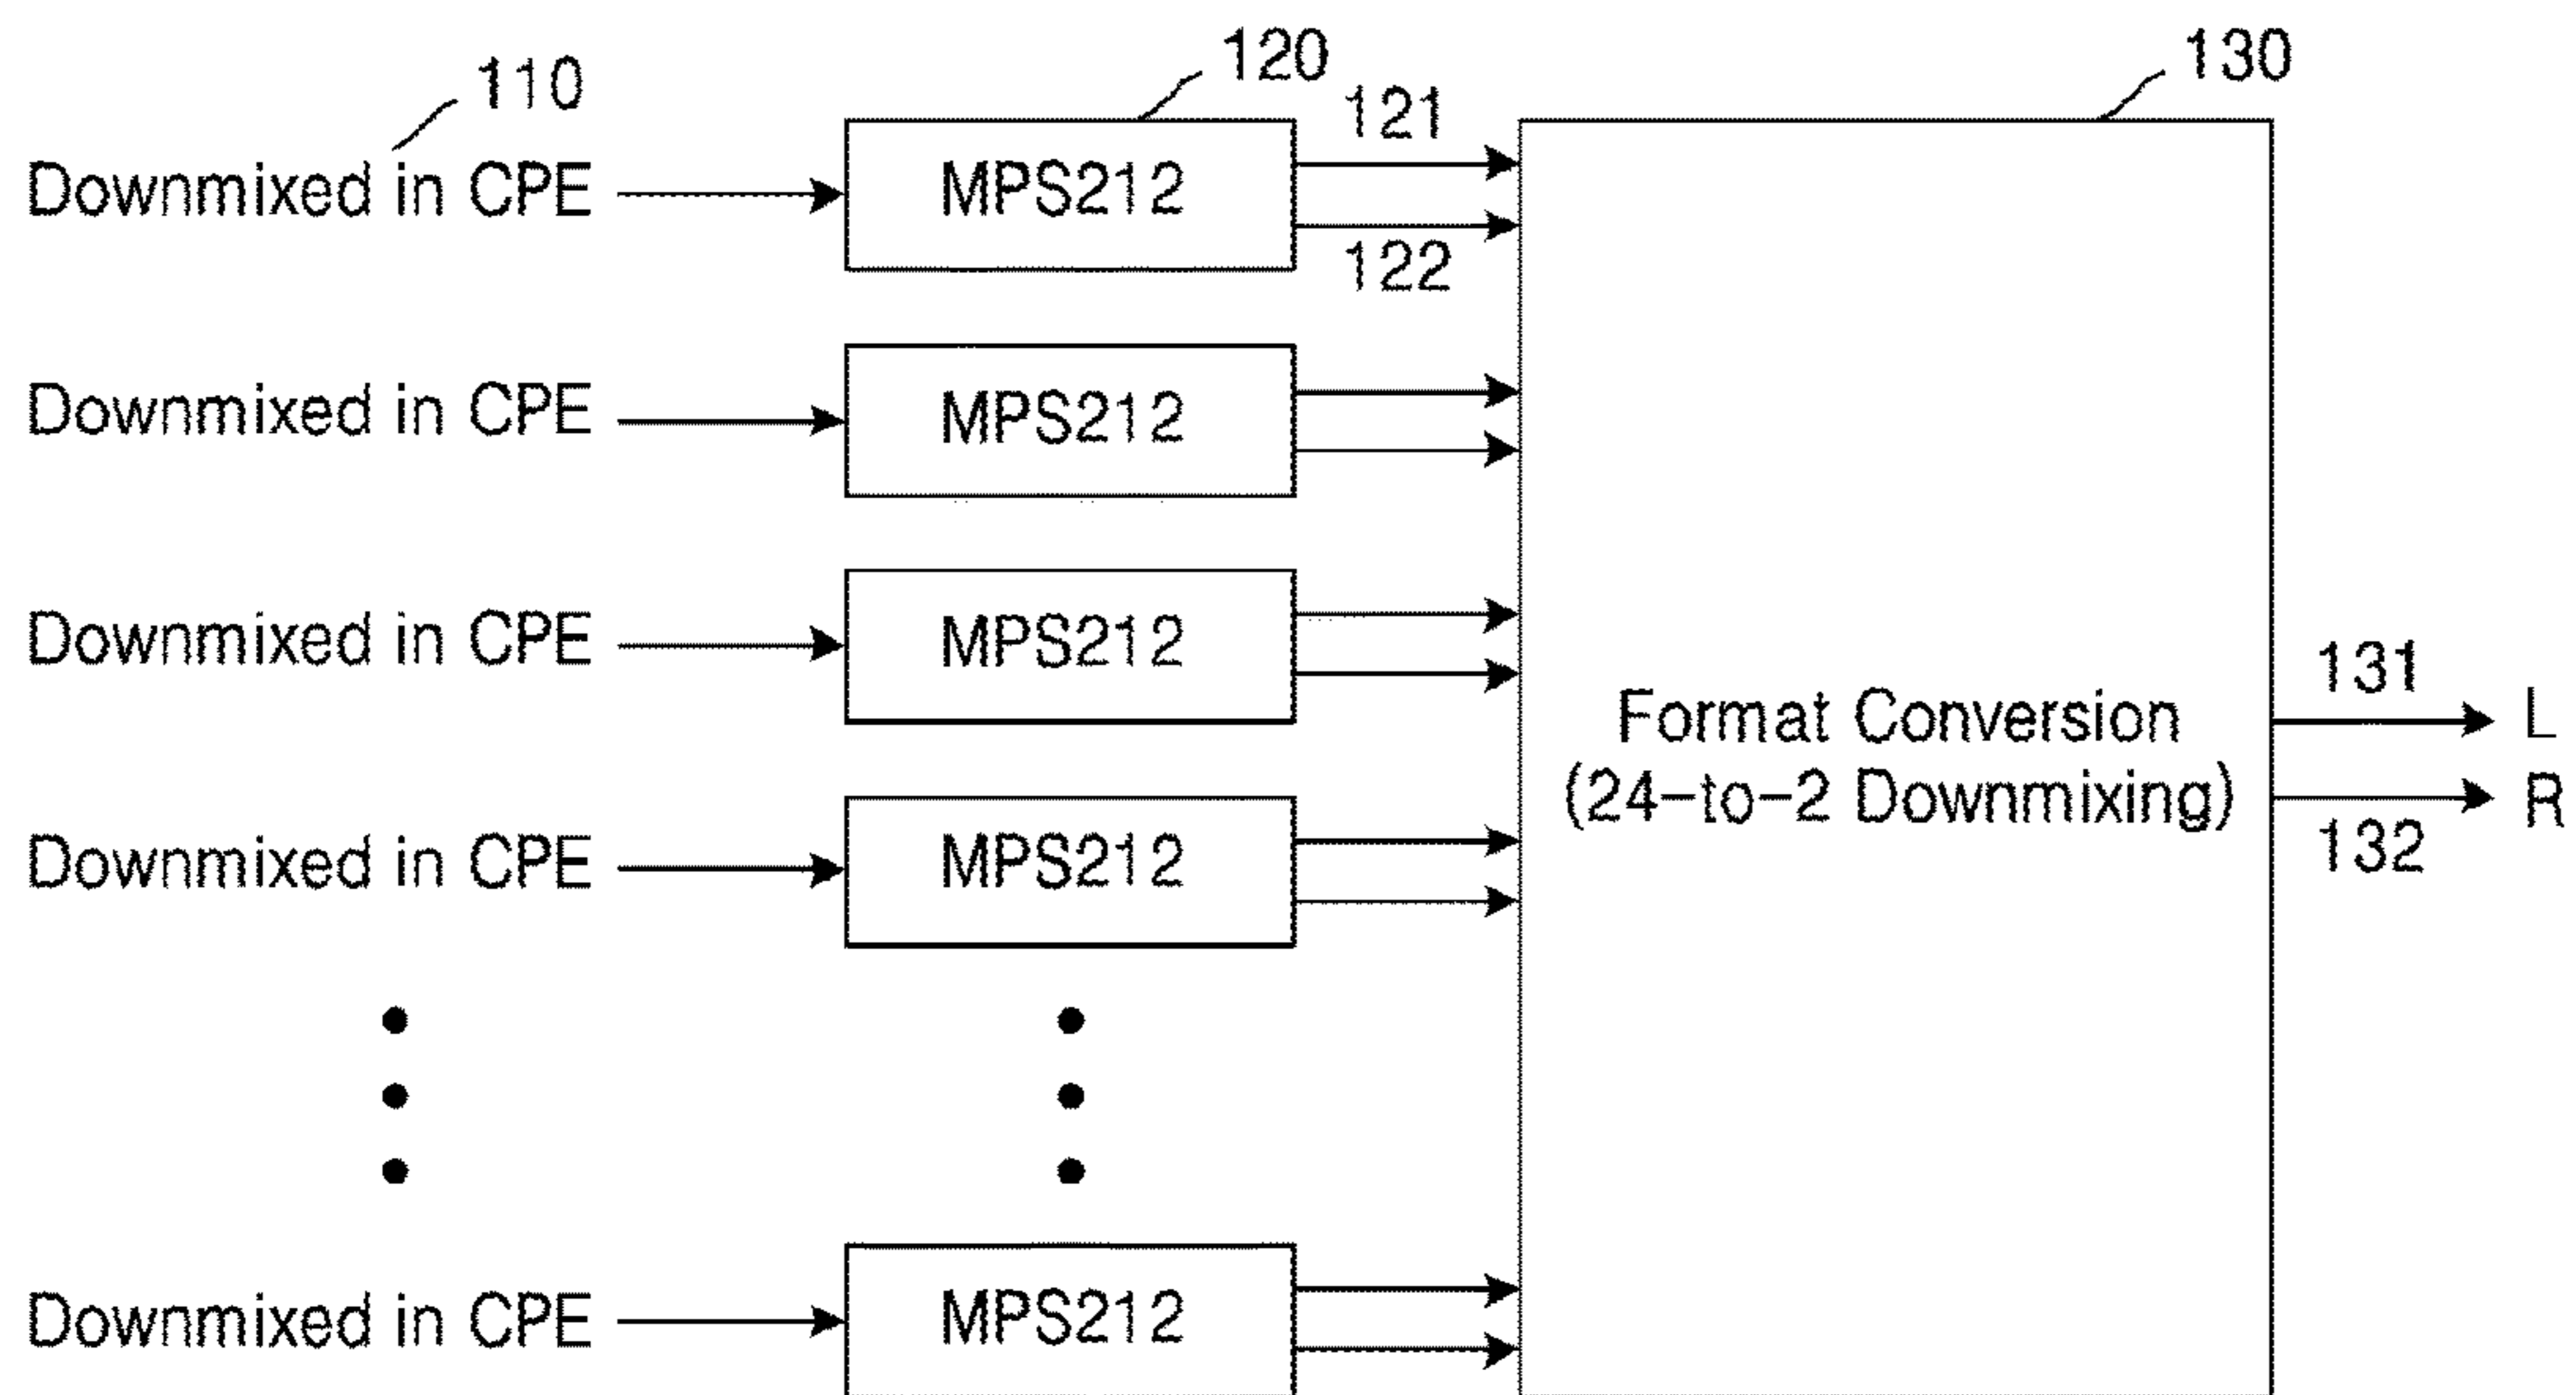 110
120
130
121
Downmixed in CPE
MPS212
122
Downmixed in CPE
MPS212
Downmixed in CPE
MPS212
Format Conversion
(24-to-2 Downmixing)
131
L
R
132
Downmixed in CPE
MPS212
Downmixed in CPE
MPS212